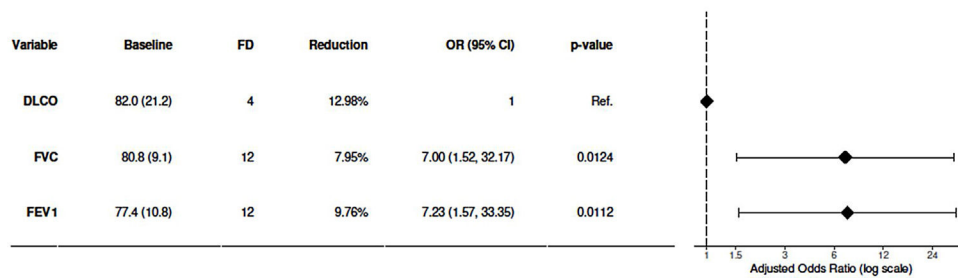 Variable Baseline FD Reduction OR (95% CI) p-value
DLCO 82.0 (21.2) 4 12.98% 1 Ref.
FVC 80.8 (9.1) 12 7.95% 7.00 (1.52, 32.17) 0.0124
FEV1 77.4 (10.8) 12 9.76% 7.23 (1.57, 33.35) 0.0112
1 1.5 3 6 12 24
Adjusted Odds Ratio (log scale)